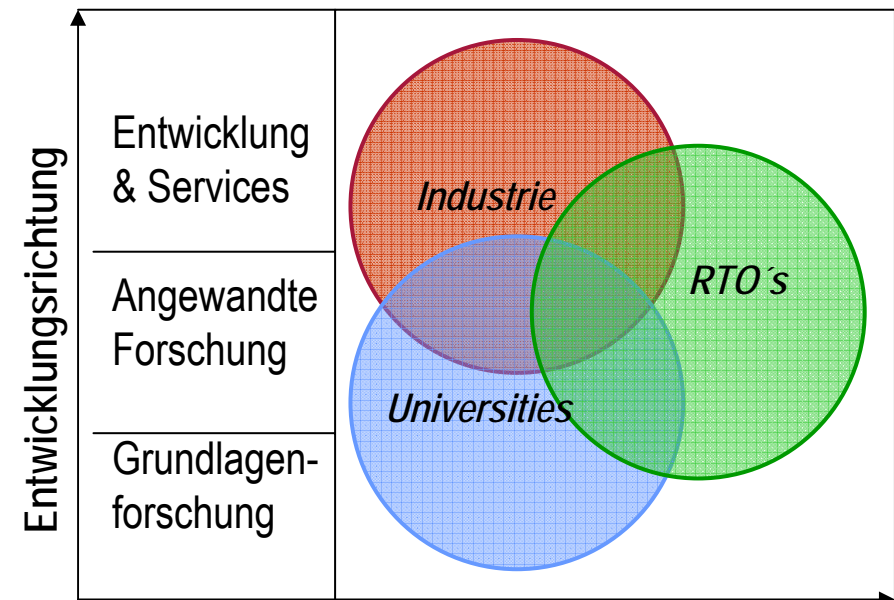 Entwicklungsrichtung
Entwicklung
& Services
Angewandte
Forschung
Grundlagen-
forschung
Industrie
RTO´s
Universities